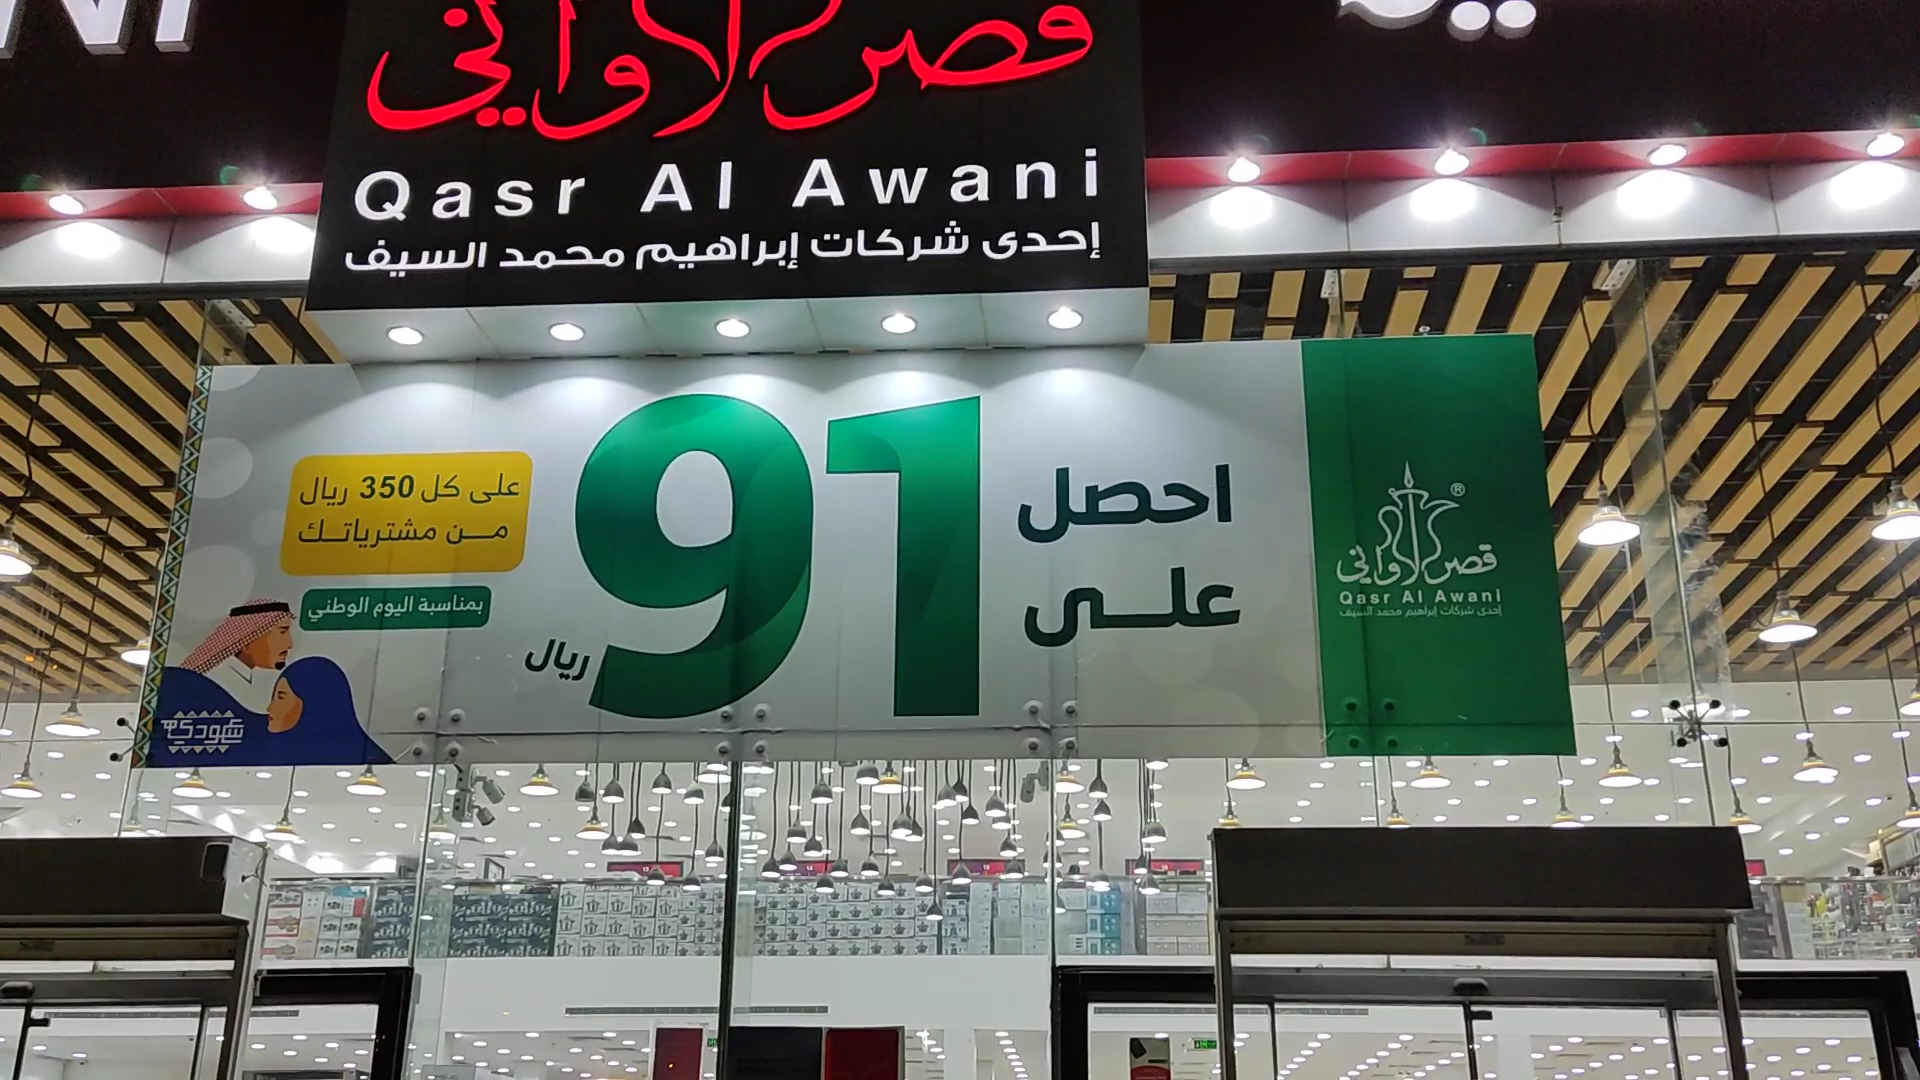 قصر الأواني
Qasr Al Awani
إحدى شركات إبراهيم محمد السيف
احصل
على
91
ريال
على كل 350 ريال
من مشترياتك
بمناسبة اليوم الوطني
سعودي
قصر الأواني
®
Qasr Al Awani
إحدى شركات إبراهيم محمد السيف